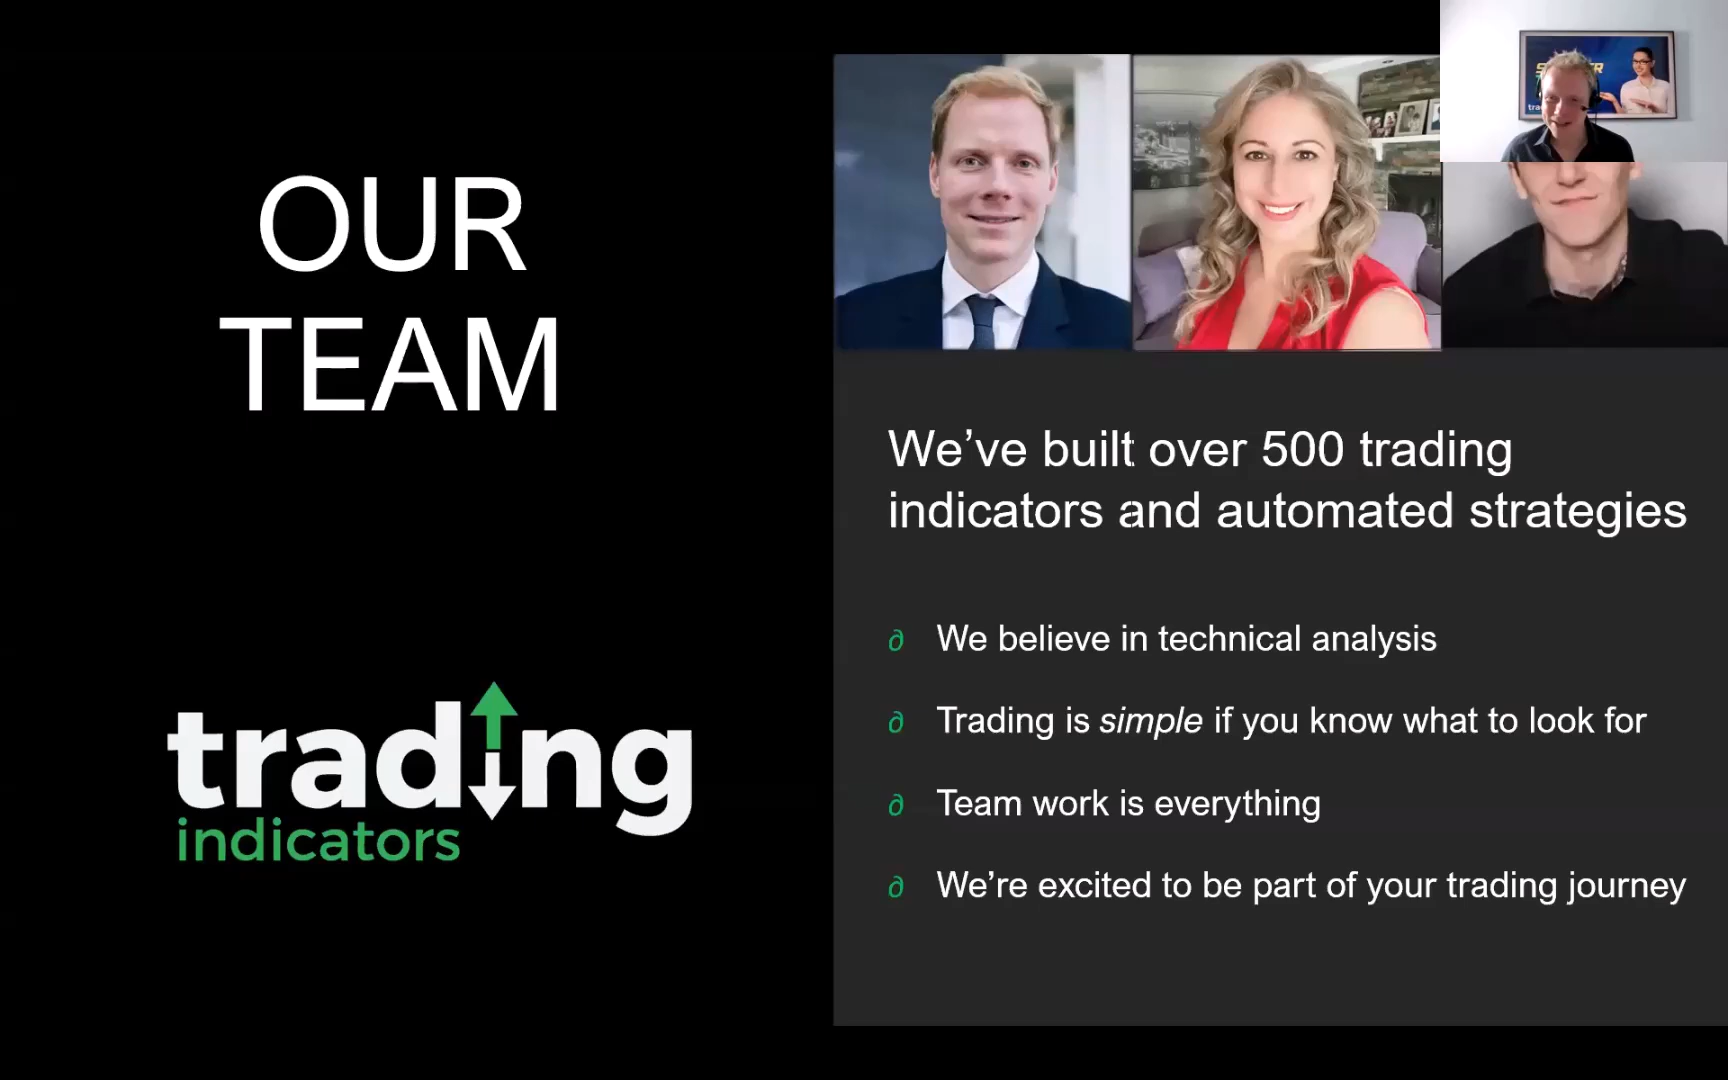 OUR
TEAM
trading
indicators
We’ve built over 500 trading
indicators and automated strategies
∂ We believe in technical analysis
∂ Trading is simple if you know what to look for
∂ Team work is everything
∂ We’re excited to be part of your trading journey